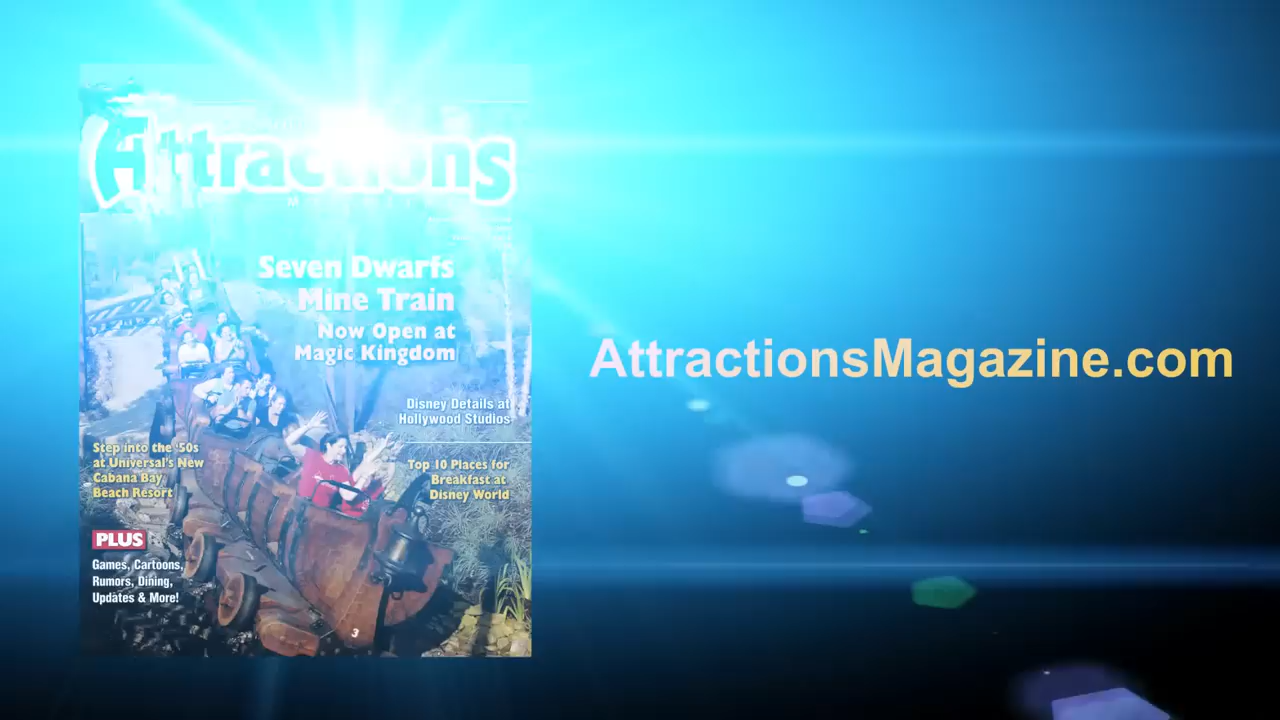 Attractions
Seven Dwarfs
Mine Train
Now Open at
Magic Kingdom
Disney Details at
Hollywood Studios
Step into the '50s
at Universal's New
Cabana Bay
Beach Resort
Top 10 Places for
Breakfast at
Disney World
PLUS
Games, Cartoons,
Rumors, Dining,
Updates & More!
3
AttractionsMagazine.com